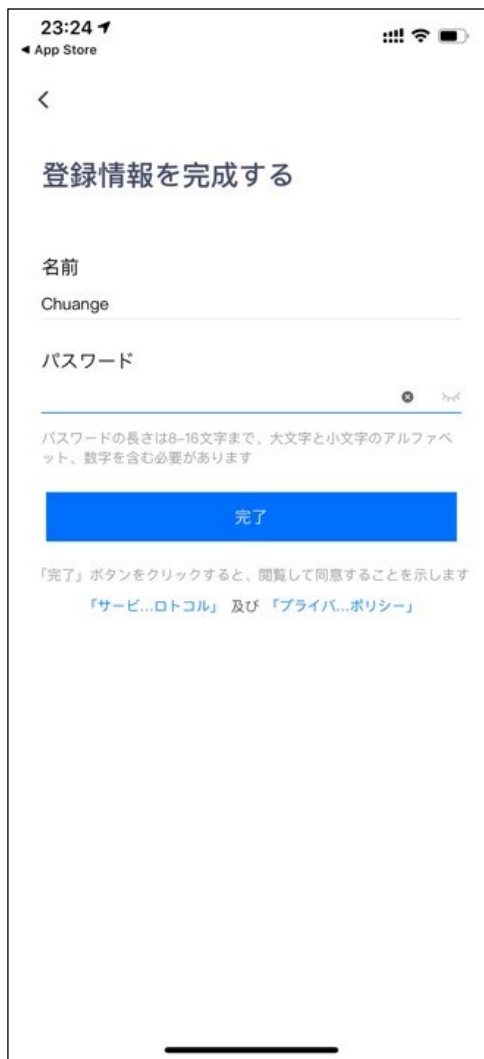 23:24
◀ App Store
登録情報を完成する
名前
Chuange
パスワード
パスワードの長さは8-16文字まで、大文字と小文字のアルファベ
ット、数字を含む必要があります
完了
「完了」ボタンをクリックすると、閲覧して同意することを示します
「サービ...ロトコル」 及び 「プライバ...ポリシー」